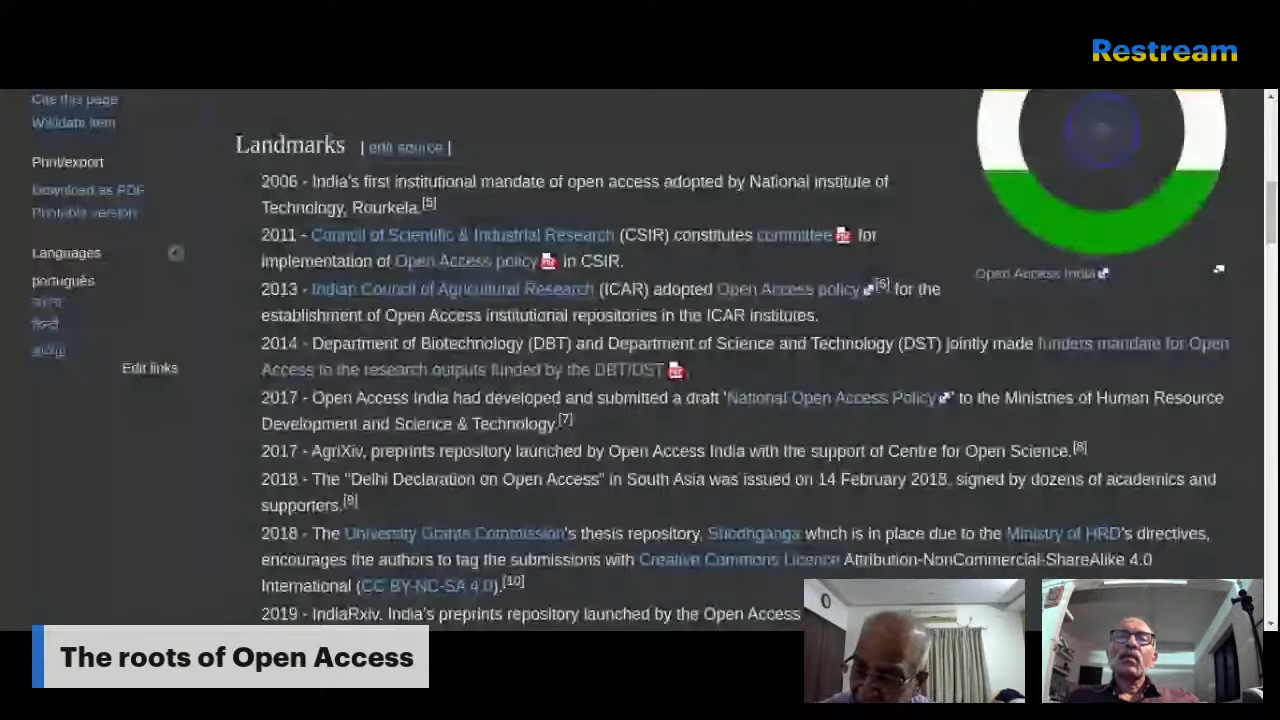 Restream
Cite this page
Wikidata item
Print/export
Download as PDF
Printable version
Languages
português
বাংলা
हिन्दी
தமிழ்
Edit links
Landmarks [ edit source ]
2006 - India's first institutional mandate of open access adopted by National institute of
Technology, Rourkela.[5]
2011 - Council of Scientific & Industrial Research (CSIR) constitutes committee for
implementation of Open Access policy in CSIR.
2013 - Indian Council of Agricultural Research (ICAR) adopted Open Access policy [6] for the
establishment of Open Access institutional repositories in the ICAR institutes.
2014 - Department of Biotechnology (DBT) and Department of Science and Technology (DST) jointly made funders mandate for Open
Access to the research outputs funded by the DBT/DST
2017 - Open Access India had developed and submitted a draft 'National Open Access Policy' to the Ministries of Human Resource
Development and Science & Technology.[7]
2017 - AgriXiv, preprints repository launched by Open Access India with the support of Centre for Open Science.[8]
2018 - The "Delhi Declaration on Open Access" in South Asia was issued on 14 February 2018, signed by dozens of academics and
supporters.[9]
2018 - The University Grants Commission's thesis repository, Shodhganga which is in place due to the Ministry of HRD's directives,
encourages the authors to tag the submissions with Creative Commons Licence Attribution-NonCommercial-ShareAlike 4.0
International (CC BY-NC-SA 4.0).[10]
2019 - IndiaRxiv, India's preprints repository launched by the Open Access
Open Access India
The roots of Open Access